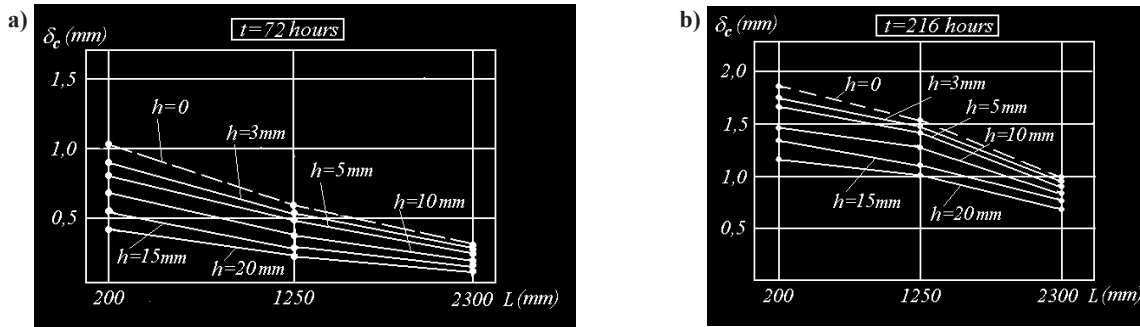 a)
δc (mm)
t=72 hours
1,5
h=0
1,0
h=3mm
h=5mm
h=10mm
0,5
h=15mm
h=20mm
200 1250 2300 L (mm)
b)
δc (mm)
t=216 hours
2,0
h=0
h=3mm
h=5mm
1,5
h=10mm
1,0
h=15mm
h=20mm
0,5
200 1250 2300 L (mm)